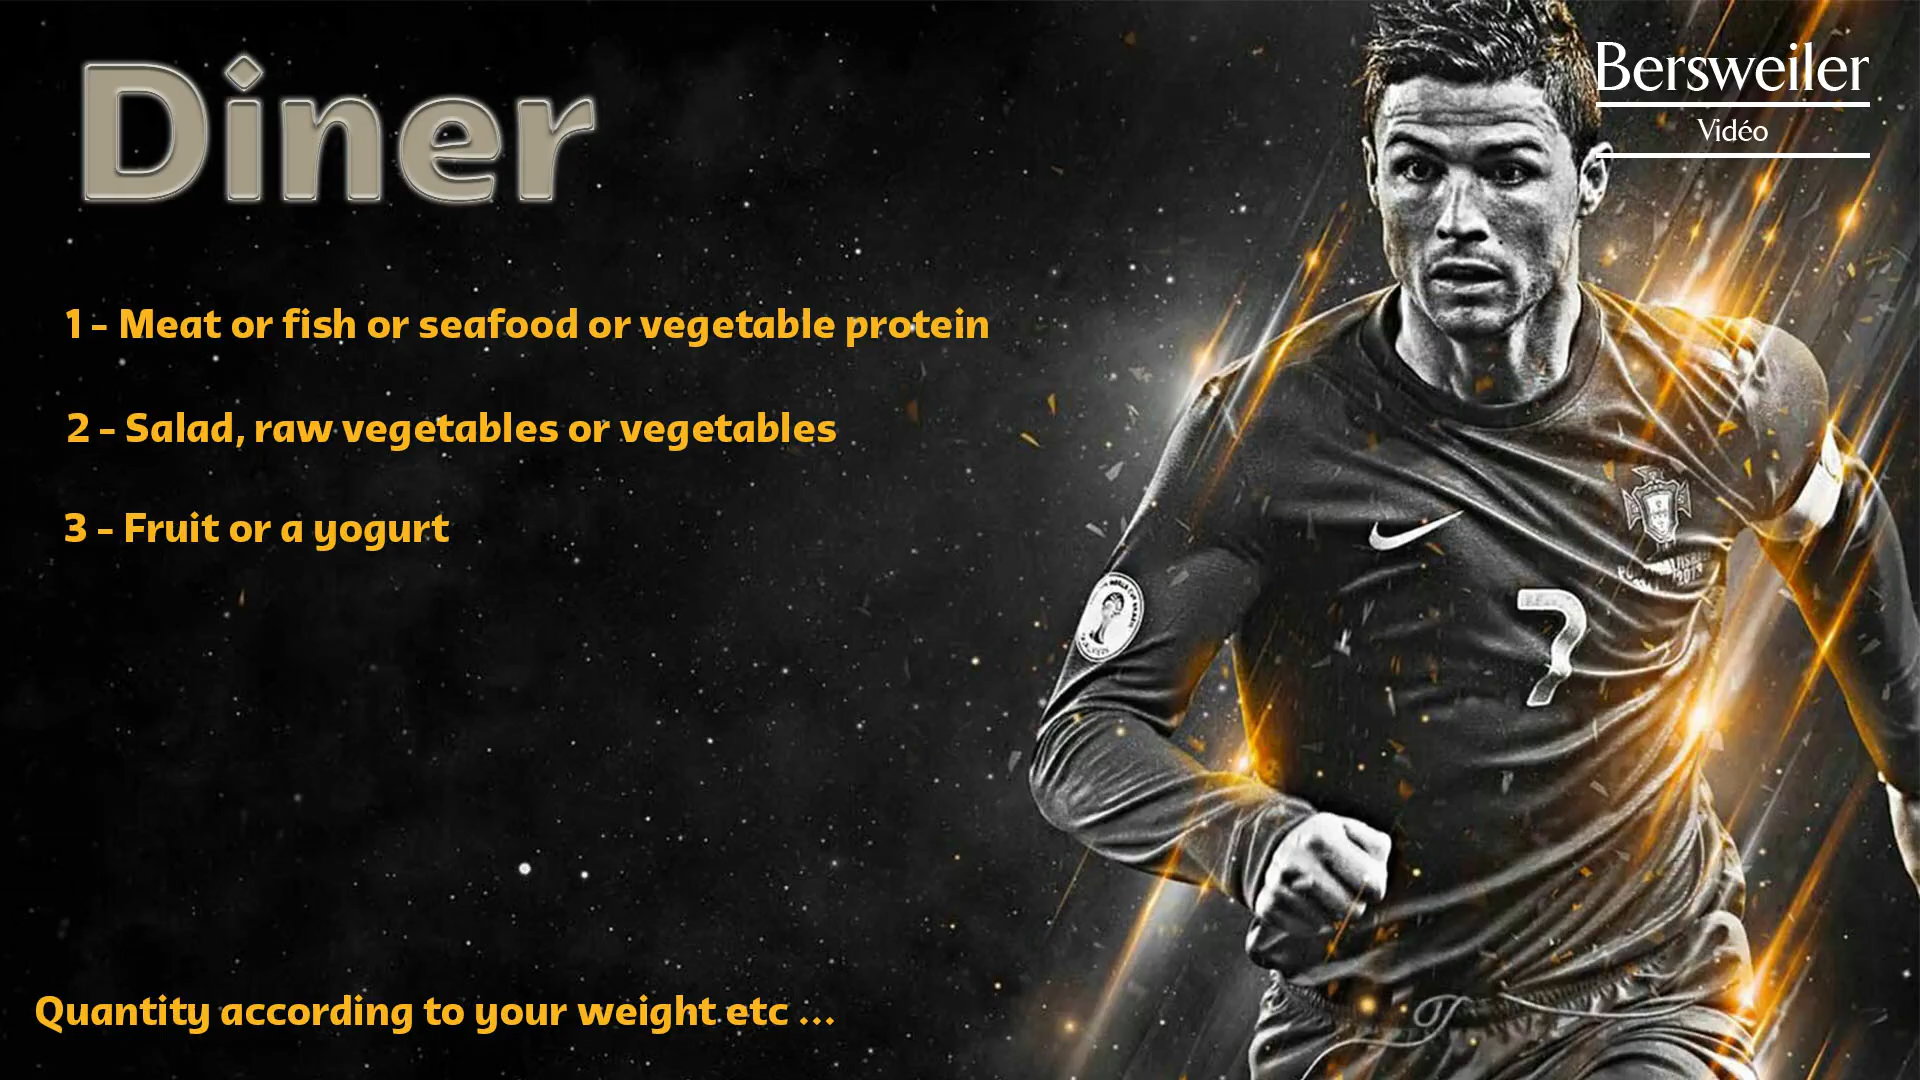 Diner
Bersweiler
Vidéo
1 - Meat or fish or seafood or vegetable protein
2 - Salad, raw vegetables or vegetables
3 - Fruit or a yogurt
7
Quantity according to your weight etc ...